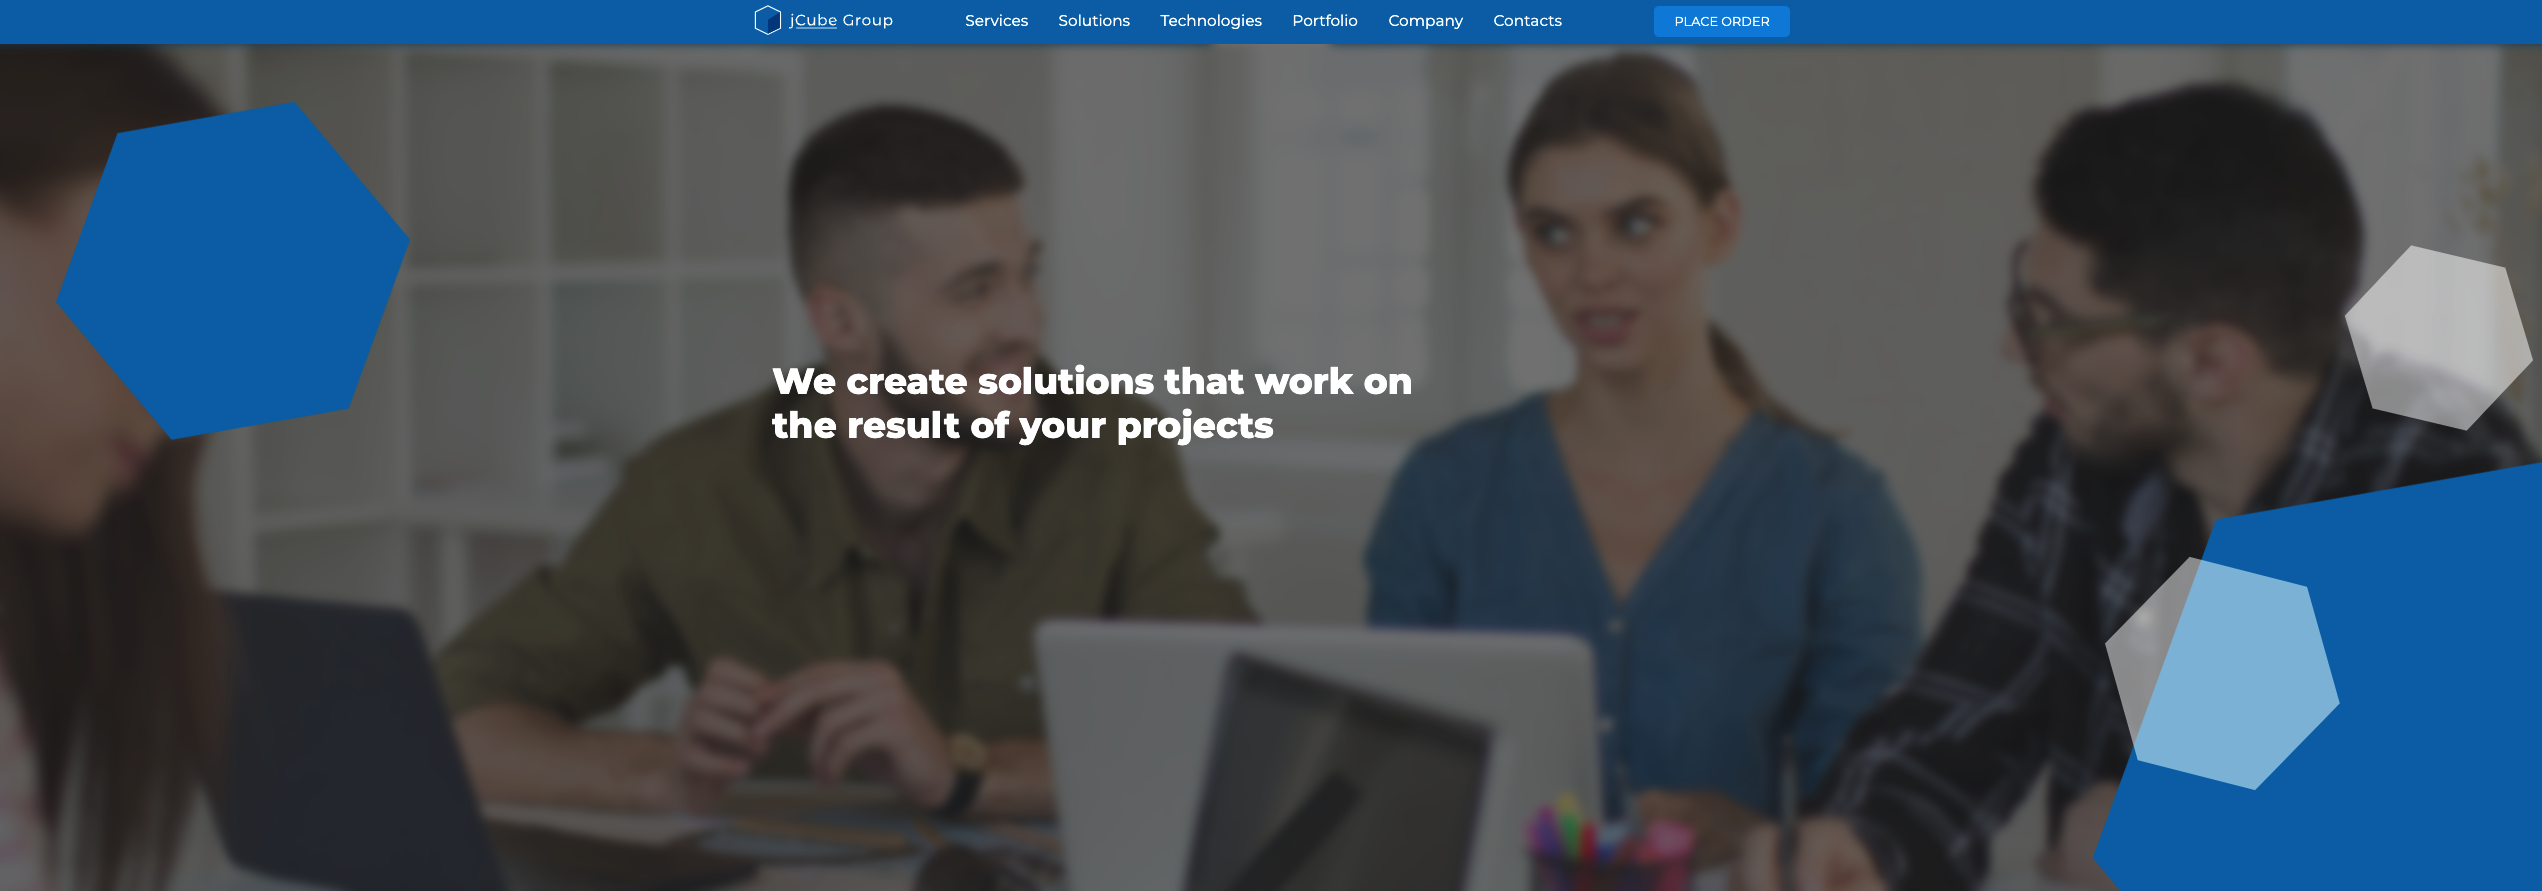 jCube Group
Services
Solutions
Technologies
Portfolio
Company
Contacts
PLACE ORDER
We create solutions that work on
the result of your projects